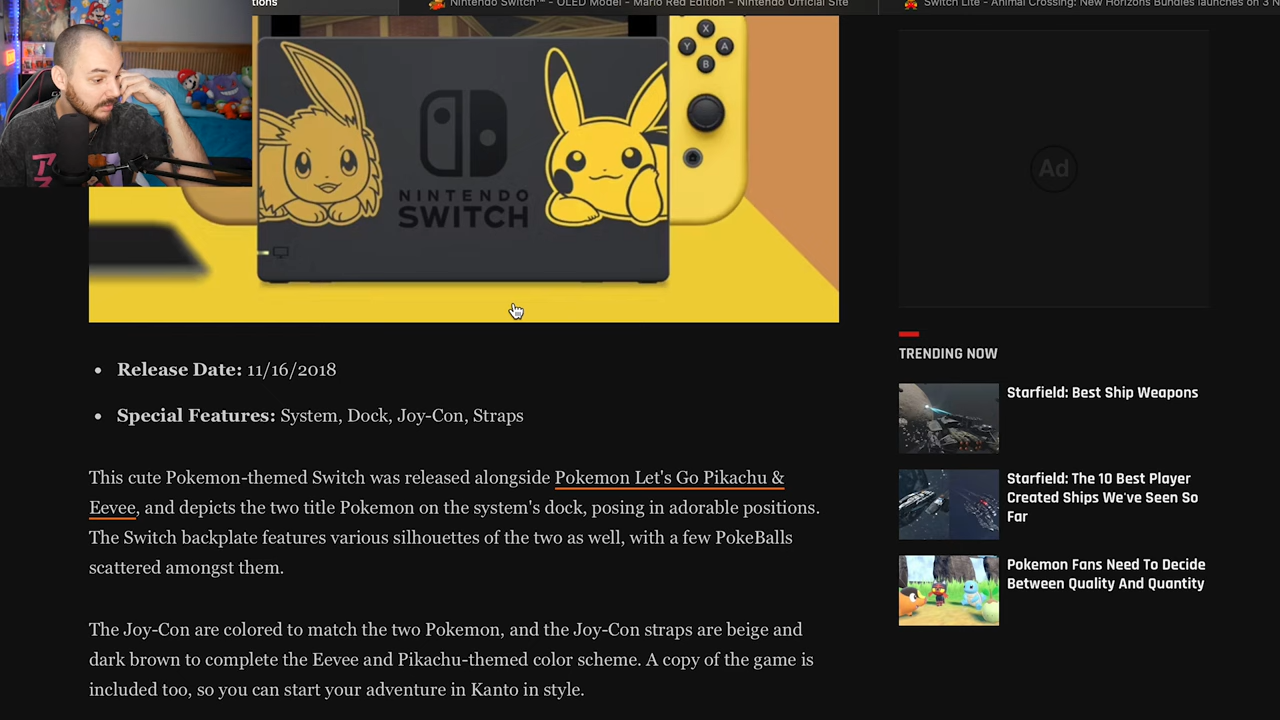 tions
Nintendo Switch™ - OLED Model - Mario Red Edition - Nintendo Official Site
Switch Lite - Animal Crossing: New Horizons Bundles launches on 3 N
X
Y
A
B
NINTENDO
SWITCH
Ad
• Release Date: 11/16/2018
• Special Features: System, Dock, Joy-Con, Straps
This cute Pokemon-themed Switch was released alongside Pokemon Let's Go Pikachu &
Eevee, and depicts the two title Pokemon on the system's dock, posing in adorable positions.
The Switch backplate features various silhouettes of the two as well, with a few PokeBalls
scattered amongst them.
The Joy-Con are colored to match the two Pokemon, and the Joy-Con straps are beige and
dark brown to complete the Eevee and Pikachu-themed color scheme. A copy of the game is
included too, so you can start your adventure in Kanto in style.
TRENDING NOW
Starfield: Best Ship Weapons
Starfield: The 10 Best Player
Created Ships We've Seen So
Far
Pokemon Fans Need To Decide
Between Quality And Quantity